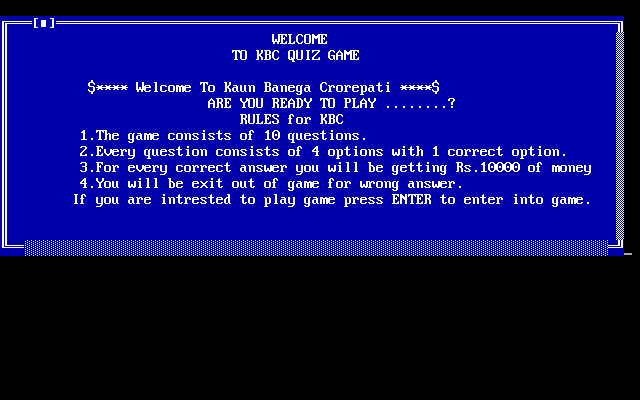 WELCOME
TO KBC QUIZ GAME
$**** Welcome To Kaun Banega Crorepati ****$
ARE YOU READY TO PLAY ........?
RULES for KBC
1.The game consists of 10 questions.
2.Every question consists of 4 options with 1 correct option.
3.For every correct answer you will be getting Rs.10000 of money
4.You will be exit out of game for wrong answer.
If you are intrested to play game press ENTER to enter into game.